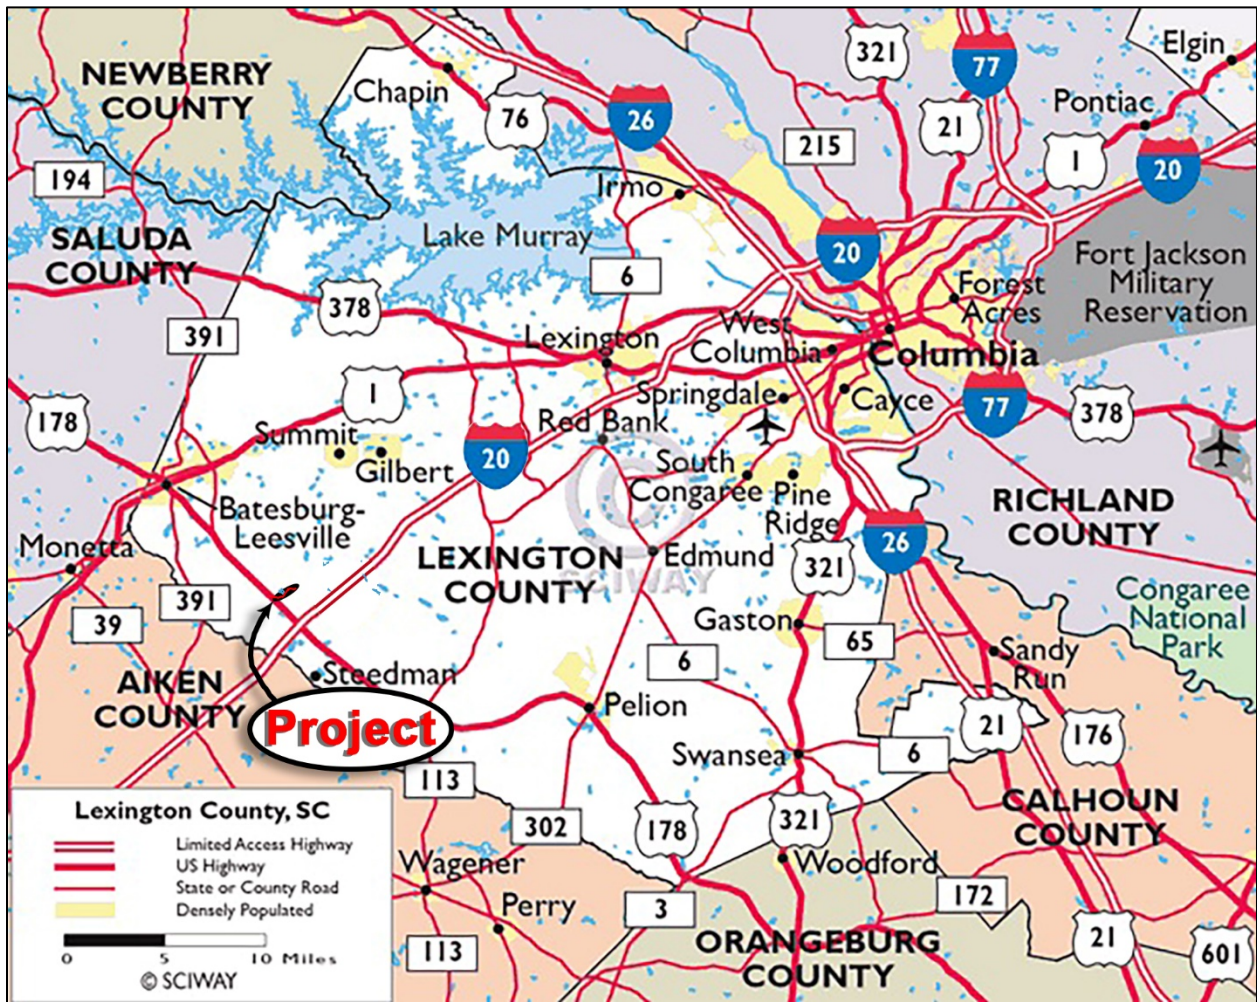 NEWBERRY
COUNTY
Chapin
76
26
321
77
Elgin
21
Pontiac
1
20
215
194
Irmo
SALUDA
COUNTY
Lake Murray
6
20
Fort Jackson
Military
Reservation
Forest
Acres
378
391
Lexington
West
Columbia
Columbia
1
Springdale
Cayce
77
378
178
Summit
Gilbert
20
Red Bank
South
Congaree
Pine
Ridge
RICHLAND
COUNTY
Batesburg-
Leesville
Monetta
LEXINGTON
COUNTY
©
SCIWAY
Edmund
321
26
Congaree
National
Park
391
39
Gaston
65
Sandy
Run
AIKEN
COUNTY
Steedman
6
Project
Pelion
21
176
Swansea
6
113
302
178
321
CALHOUN
COUNTY
Lexington County, SC
Limited Access Highway
US Highway
State or County Road
Densely Populated
0 5 10 Miles
© SCIWAY
Wagener
Woodford
3
172
Perry
113
ORANGEBURG
COUNTY
21
601